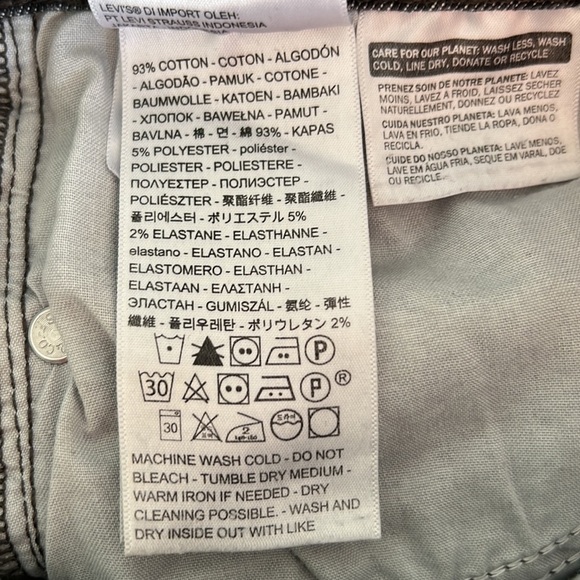 LEVI'S® DI IMPORT OLEH:
PT LEVI STRAUSS INDONESIA
93% COTTON - COTON - ALGODÓN
- ALGODÃO - PAMUK - COTONE -
BAUMWOLLE - KATOEN - BAMBAKI
- ХЛОПОК - BAWEŁNA - PAMUT -
BAVLNA - 棉 - 면 - 綿 93% - KAPAS
5% POLYESTER - poliéster -
POLIESTER - POLIESTERE -
ΠΟΛΥΕΣΤΕΡ - ПОЛИЭСТЕР -
POLIÉSZTER - 聚酯纤维 - 聚酯纖維 -
폴리에스터 - ポリエステル 5%
2% ELASTANE - ELASTHANNE -
elastano - ELASTANO - ELASTAN -
ELASTOMERO - ELASTHAN -
ELASTAAN - ΕΛΑΣΤΑΝΗ -
ЭЛАСТАН - GUMISZÁL - 氨纶 - 彈性
纖維 - 폴리우레탄 - ポリウレタン 2%
P
30 P ®
30 2
MACHINE WASH COLD - DO NOT
BLEACH - TUMBLE DRY MEDIUM -
WARM IRON IF NEEDED - DRY
CLEANING POSSIBLE. - WASH AND
DRY INSIDE OUT WITH LIKE
CARE FOR OUR PLANET: WASH LESS, WASH
COLD, LINE DRY, DONATE OR RECYCLE
PRENEZ SOIN DE NOTRE PLANETE: LAVEZ
MOINS, LAVEZ A FROID, LAISSEZ SECHER
NATURELLEMENT, DONNEZ OU RECYCLEZ
CUIDA NUESTRO PLANETA: LAVA MENOS,
LAVA EN FRIO, TIENDE LA ROPA, DONA O
RECICLA.
CUIDE DO NOSSO PLANETA: LAVE MENOS,
LAVE EM ÁGUA FRIA, SEQUE EM VARAL, DOE
OU RECICLE.